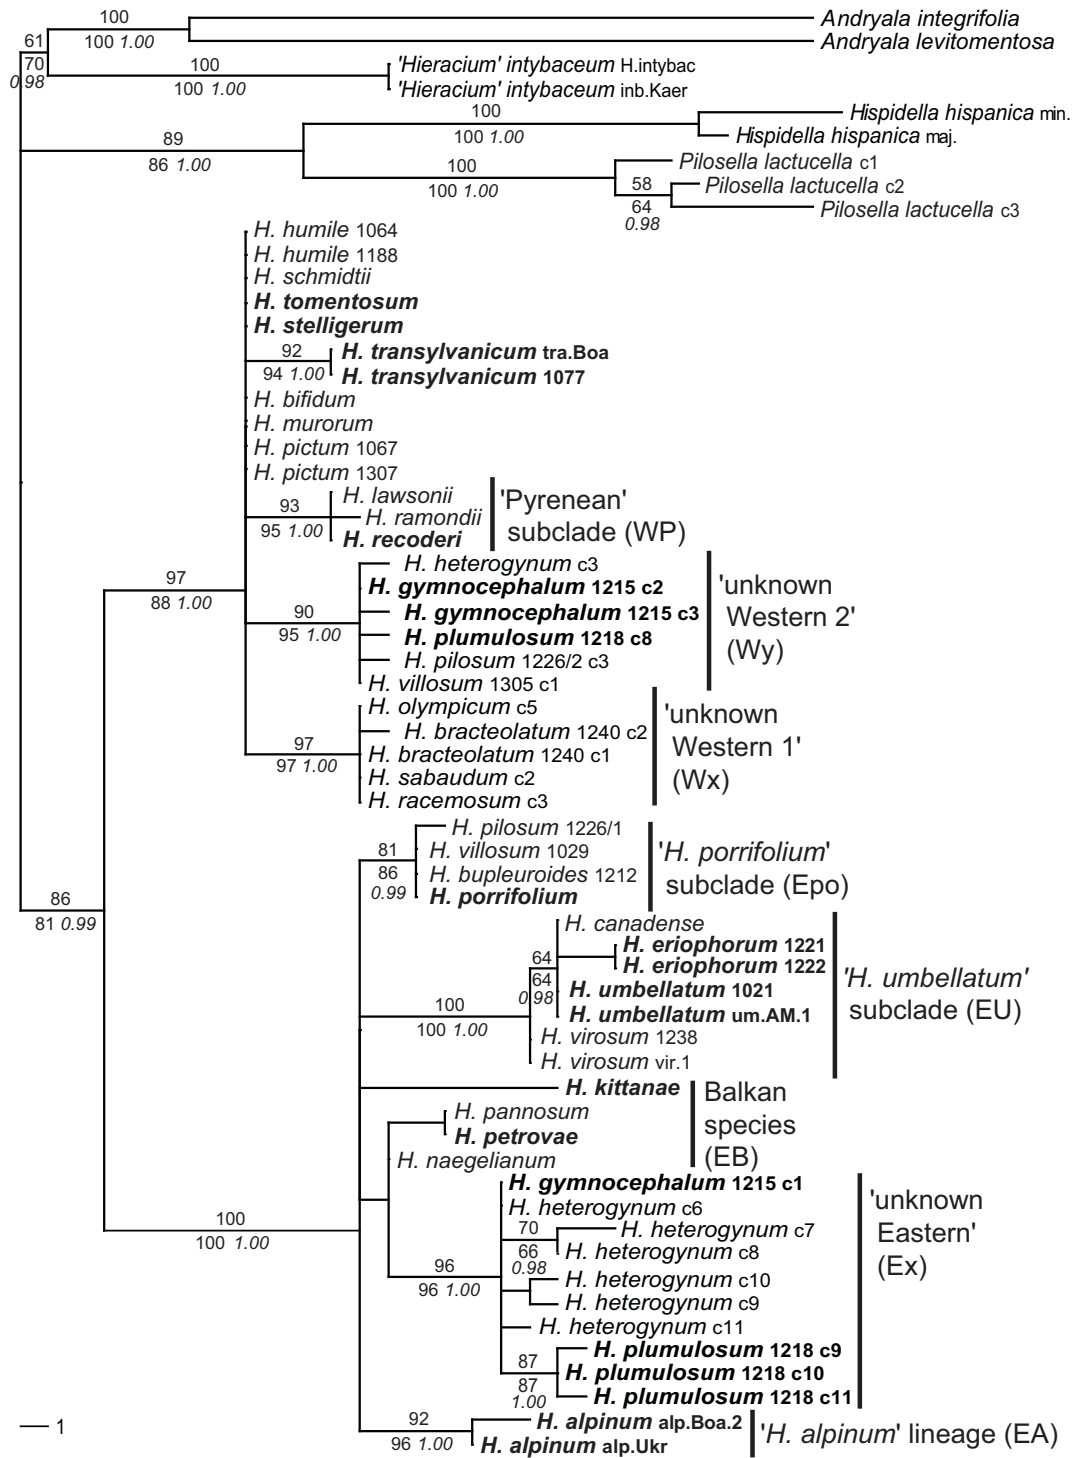 100
Andryala integrifolia
61
100 1.00
Andryala levitomentosa
70
0.98
100
'Hieracium' intybaceum H.intybac
100 1.00
'Hieracium' intybaceum inb.Kaer
100
Hispidella hispanica min.
89
100 1.00
Hispidella hispanica maj.
86 1.00
100
Pilosella lactucella c1
100 1.00
58
Pilosella lactucella c2
64
0.98
Pilosella lactucella c3
H. humile 1064
H. humile 1188
H. schmidtii
H. tomentosum
H. stelligerum
92
H. transylvanicum tra.Boa
94 1.00
H. transylvanicum 1077
H. bifidum
H. murorum
H. pictum 1067
H. pictum 1307
H. lawsonii
93
H. ramondii
95 1.00
H. recoderi
'Pyrenean'
subclade (WP)
97
88 1.00
H. heterogynum c3
H. gymnocephalum 1215 c2
90
H. gymnocephalum 1215 c3
95 1.00
H. plumulosum 1218 c8
H. pilosum 1226/2 c3
H. villosum 1305 c1
'unknown
Western 2'
(Wy)
H. olympicum c5
H. bracteolatum 1240 c2
97
H. bracteolatum 1240 c1
97 1.00
H. sabaudum c2
H. racemosum c3
'unknown
Western 1'
(Wx)
H. pilosum 1226/1
81
H. villosum 1029
86
H. bupleuroides 1212
0.99
H. porrifolium
'H. porrifolium'
subclade (Epo)
86
81 0.99
H. canadense
H. eriophorum 1221
64
H. eriophorum 1222
64
0.98
H. umbellatum 1021
100
H. umbellatum um.AM.1
100 1.00
H. virosum 1238
H. virosum vir.1
'H. umbellatum'
subclade (EU)
H. kittanae
H. pannosum
H. petrovae
H. naegelianum
Balkan
species
(EB)
100
100 1.00
H. gymnocephalum 1215 c1
H. heterogynum c6
70
H. heterogynum c7
66
0.98
H. heterogynum c8
96
H. heterogynum c10
96 1.00
H. heterogynum c9
H. heterogynum c11
H. plumulosum 1218 c9
87
H. plumulosum 1218 c10
87
1.00
H. plumulosum 1218 c11
'unknown
Eastern'
(Ex)
92
H. alpinum alp.Boa.2
96 1.00
H. alpinum alp.Ukr
'H. alpinum' lineage (EA)
1